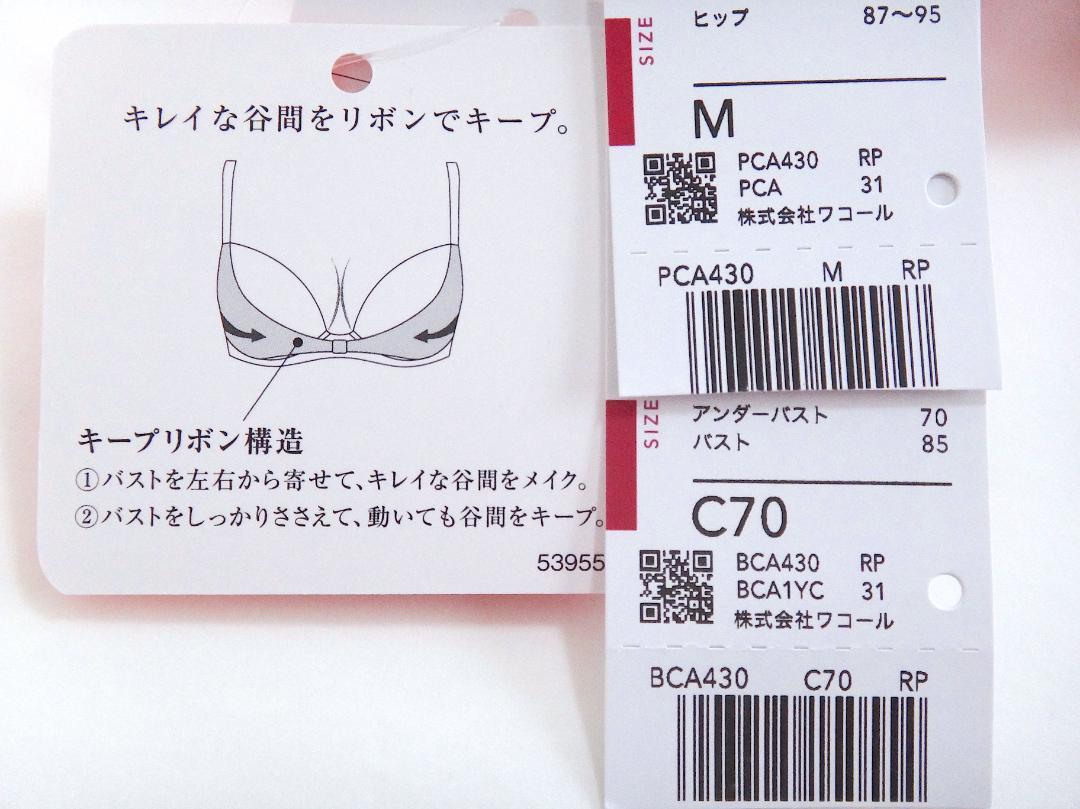 キレイな谷間をリボンでキープ。
キープリボン構造
①バストを左右から寄せて、キレイな谷間をメイク。
②バストをしっかりささえて、動いても谷間をキープ。
53955
SIZE
ヒップ 87〜95
M
PCA430 RP
PCA 31
株式会社ワコール
PCA430 M RP
SIZE
アンダーバスト 70
バスト 85
C70
BCA430 RP
BCA1YC 31
株式会社ワコール
BCA430 C70 RP